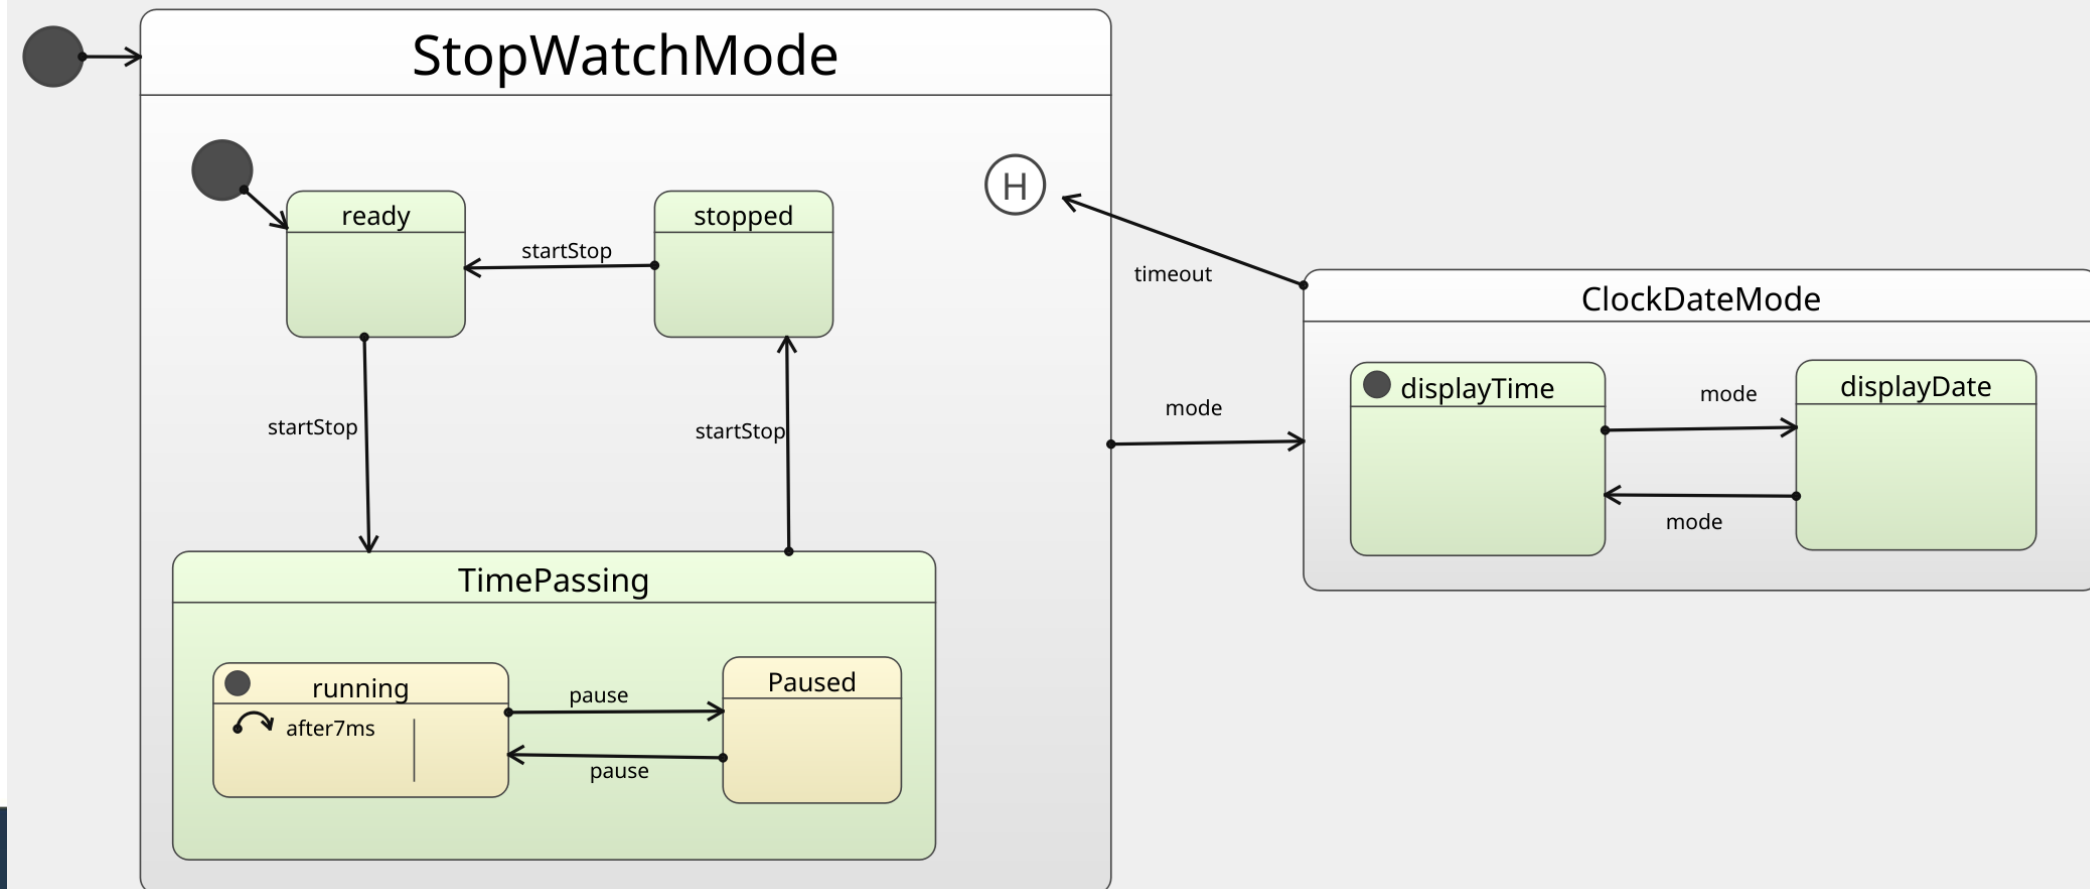 StopWatchMode
H
ready
stopped
startStop
timeout
ClockDateMode
displayTime
mode
displayDate
mode
startStop
startStop
mode
TimePassing
running
pause
Paused
after7ms
pause